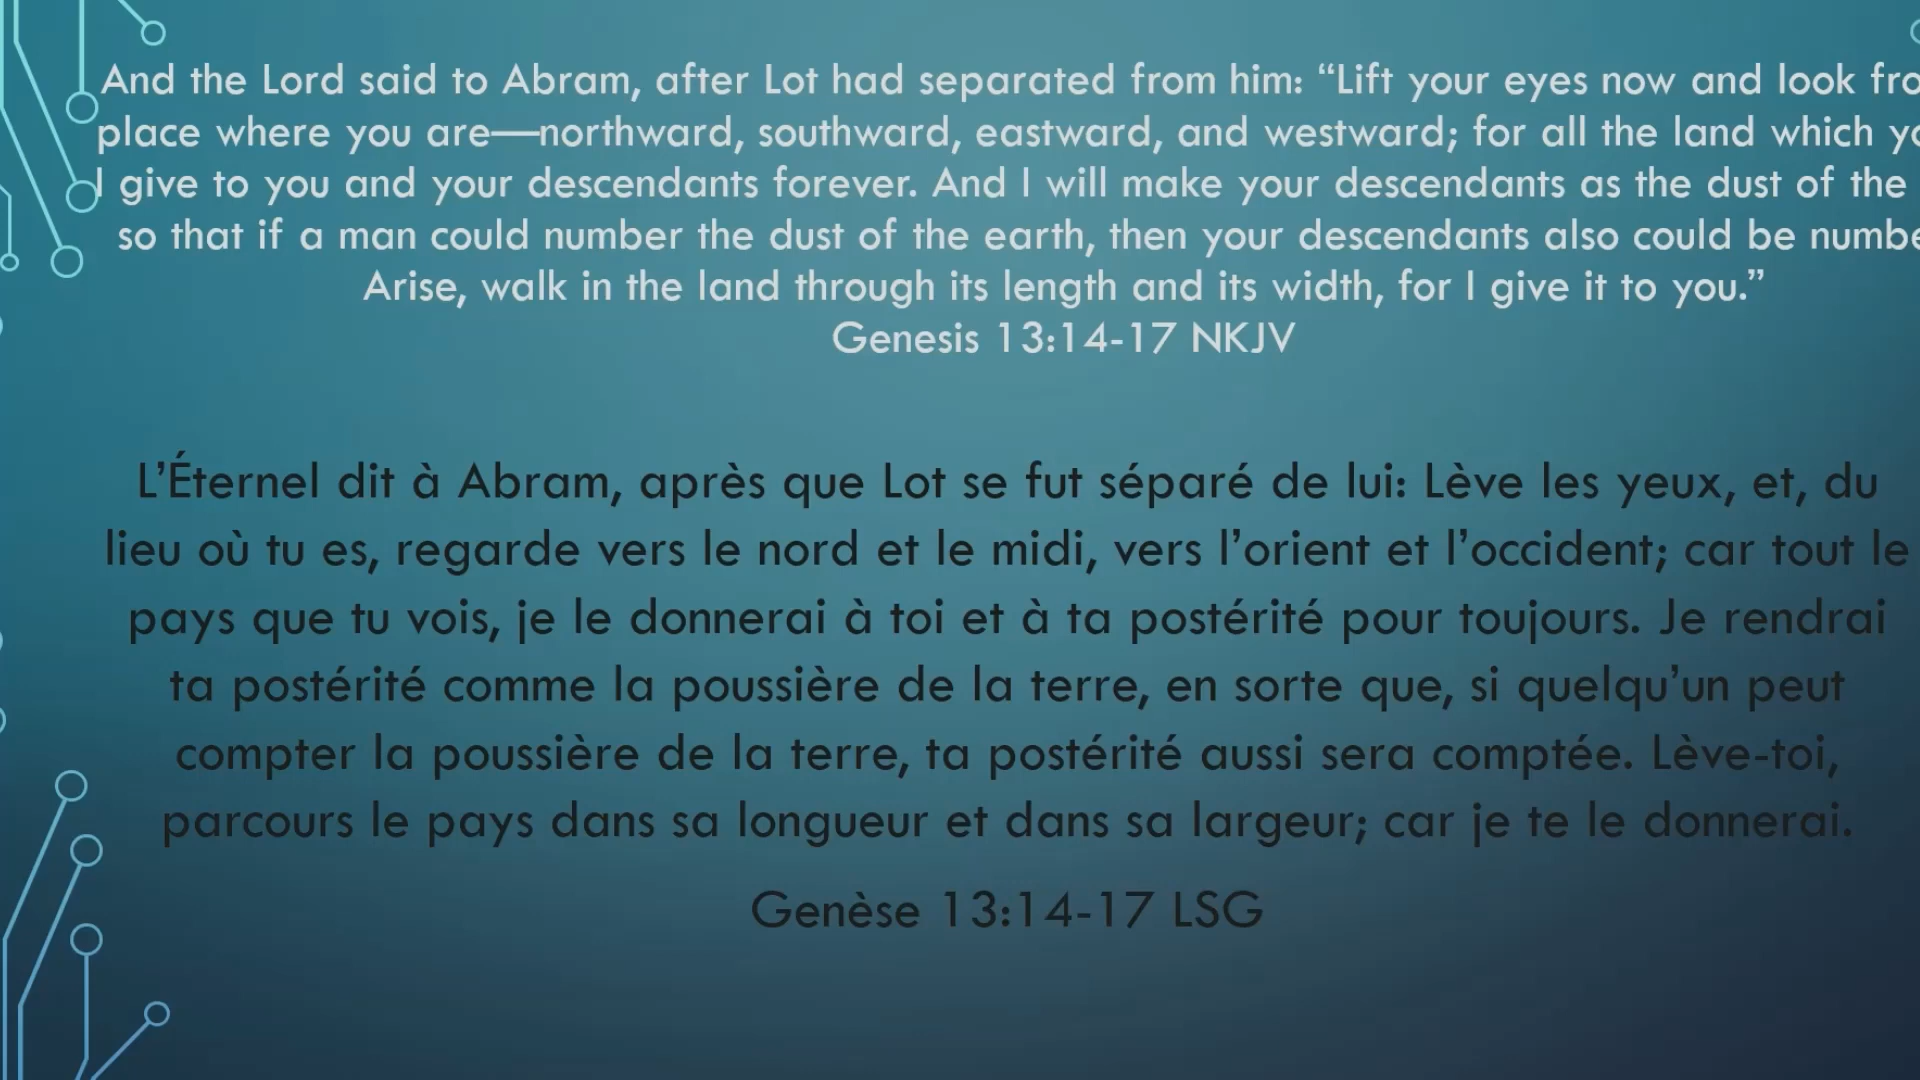 And the Lord said to Abram, after Lot had separated from him: “Lift your eyes now and look
place where you are—northward, southward, eastward, and westward; for all the land which
I give to you and your descendants forever. And I will make your descendants as the dust of the
so that if a man could number the dust of the earth, then your descendants also could be
Arise, walk in the land through its length and its width, for I give it to you.”
Genesis 13:14-17 NKJV
L’Éternel dit à Abram, après que Lot se fut séparé de lui: Lève les yeux, et, du
lieu où tu es, regarde vers le nord et le midi, vers l’orient et l’occident; car tout le
pays que tu vois, je le donnerai à toi et à ta postérité pour toujours. Je rendrai
ta postérité comme la poussière de la terre, en sorte que, si quelqu’un peut
compter la poussière de la terre, ta postérité aussi sera comptée. Lève-toi,
parcours le pays dans sa longueur et dans sa largeur; car je te le donnerai.
Genèse 13:14-17 LSG